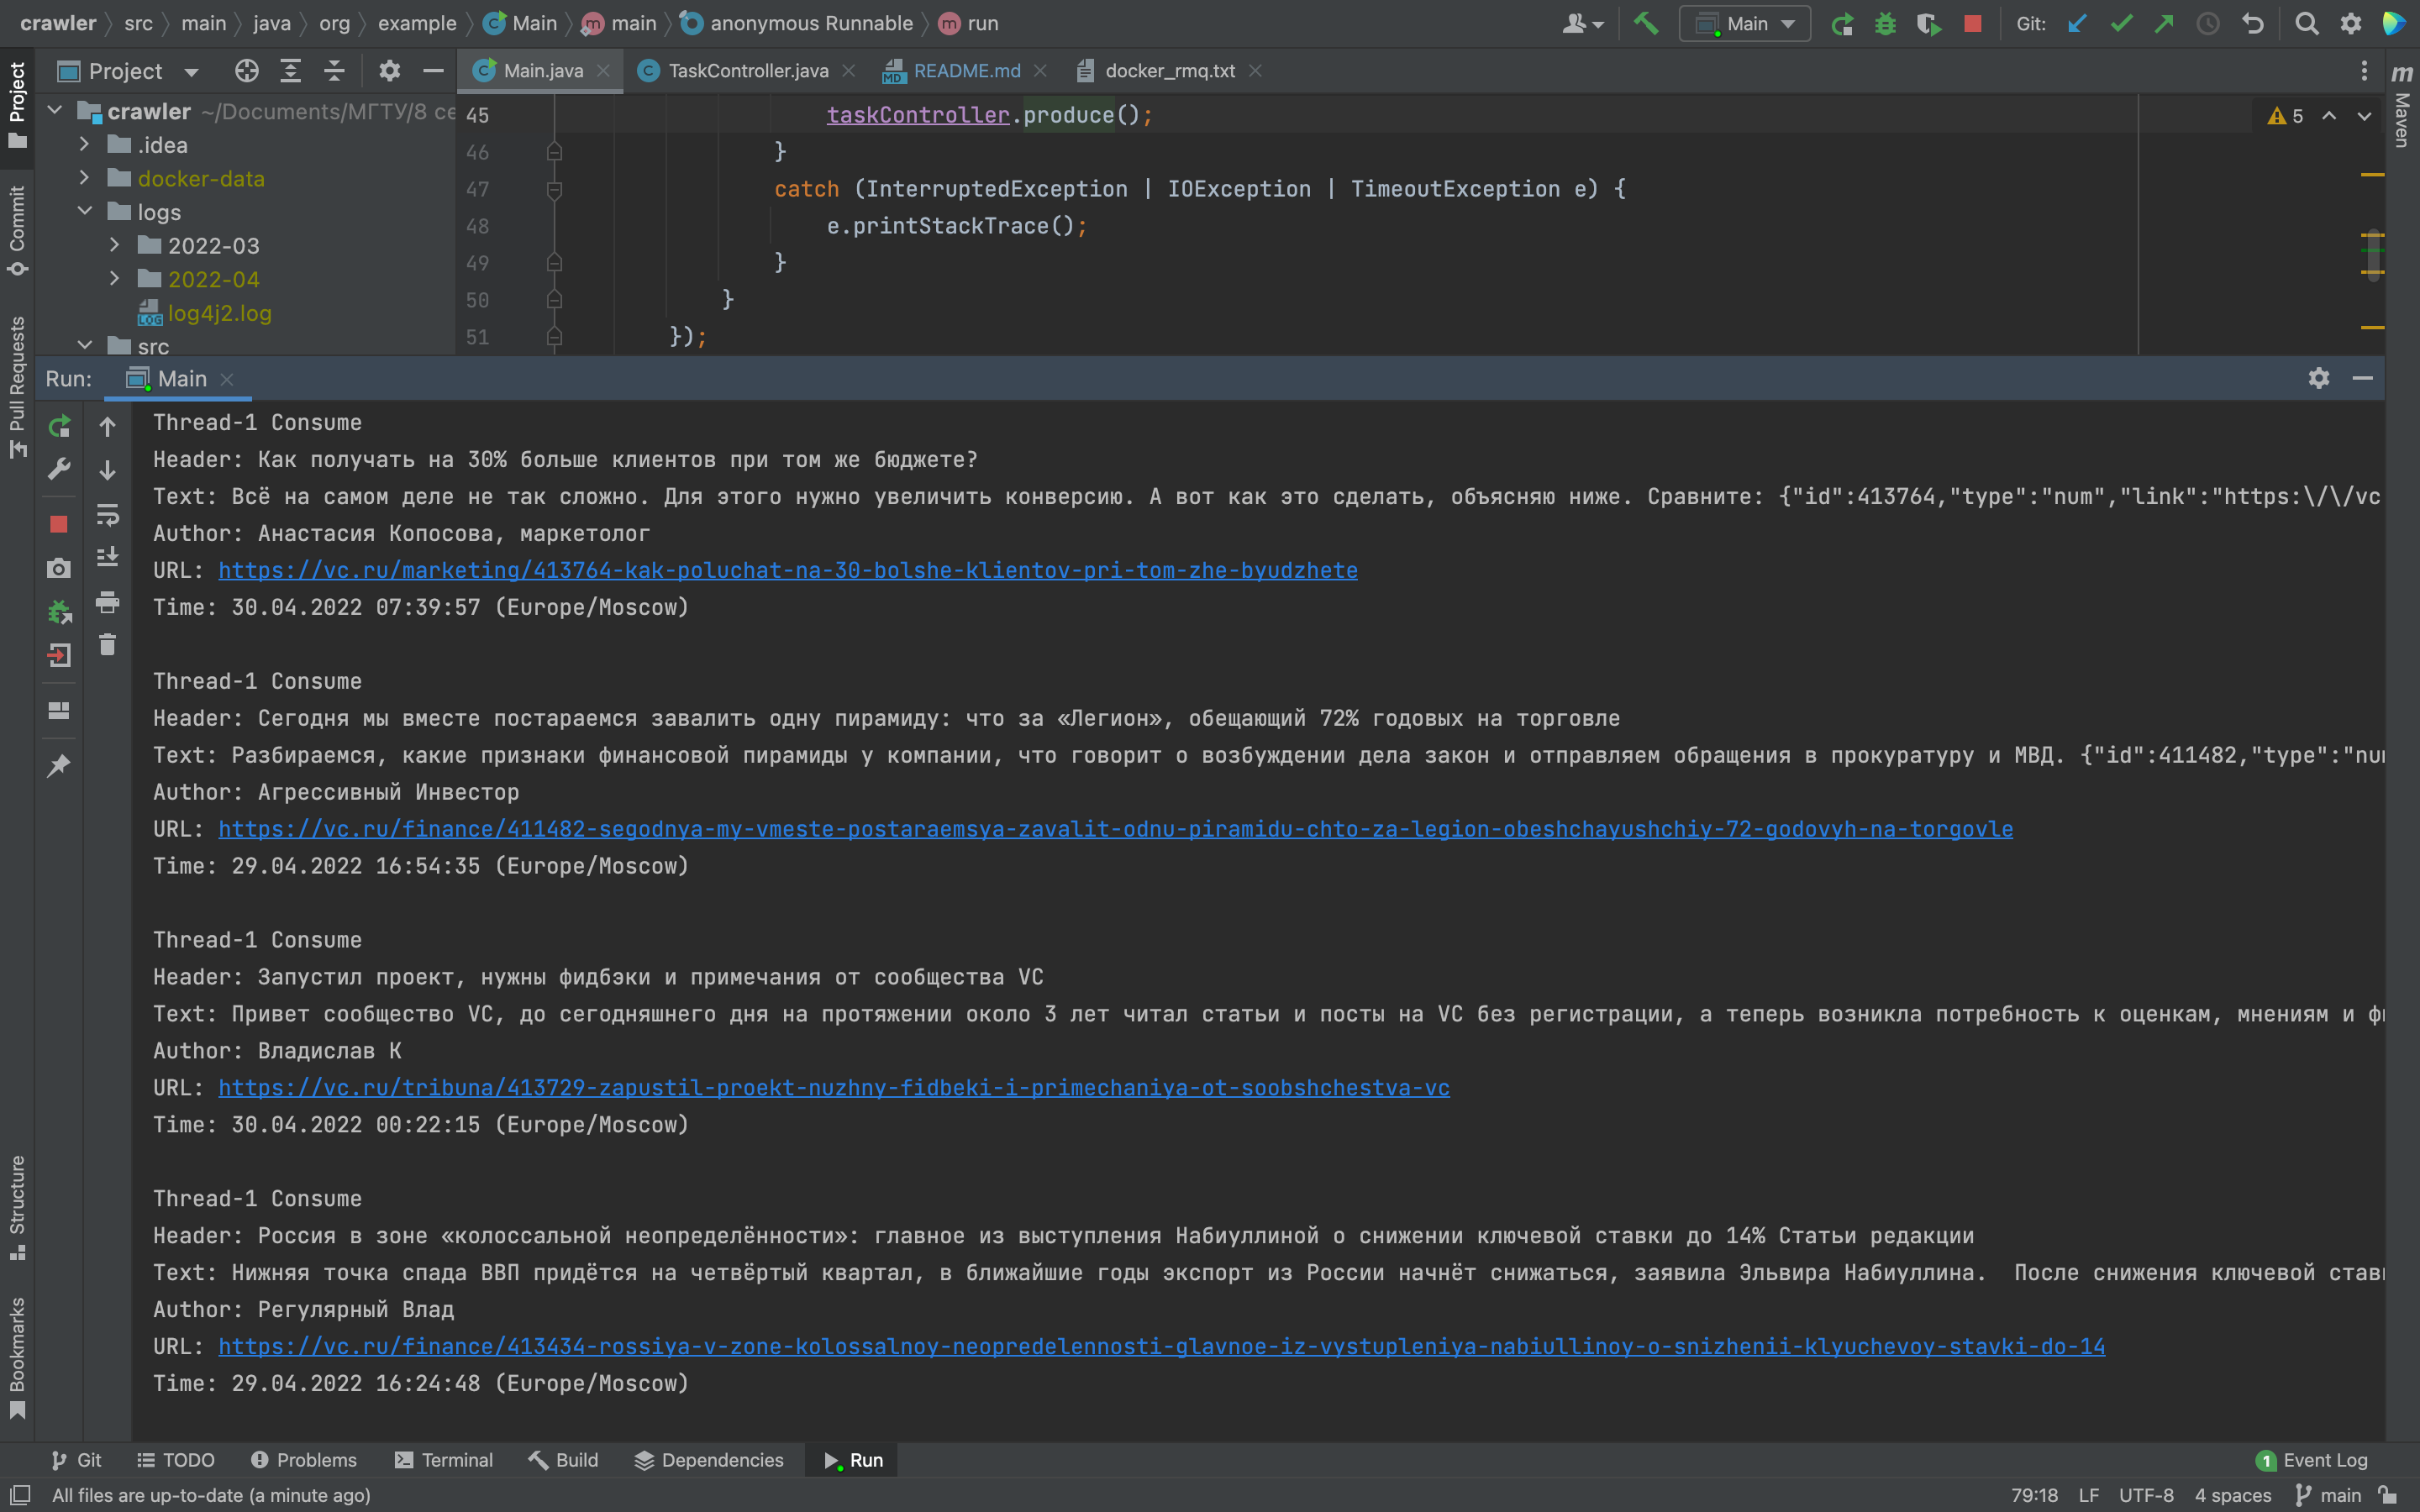 crawler src main java org example Main main anonymous Runnable run Main Git:
Project Main.java TaskController.java README.md docker_rmq.txt
Project
Commit
Pull Requests
Structure
Bookmarks
Maven
crawler ~/Documents/МГТУ/8 се
.idea
docker-data
logs
2022-03
2022-04
log4j2.log
src
45 taskController.produce();
46 }
47 catch (InterruptedException | IOException | TimeoutException e) {
48 e.printStackTrace();
49 }
50 }
51 });
5
Run: Main
Thread-1 Consume
Header: Как получать на 30% больше клиентов при том же бюджете?
Text: Всё на самом деле не так сложно. Для этого нужно увеличить конверсию. А вот как это сделать, объясняю ниже. Сравните: {"id":413764,"type":"num","link":"https:\/\/vc
Author: Анастасия Копосова, маркетолог
URL: https://vc.ru/marketing/413764-kak-poluchat-na-30-bolshe-klientov-pri-tom-zhe-byudzhete
Time: 30.04.2022 07:39:57 (Europe/Moscow)
Thread-1 Consume
Header: Сегодня мы вместе постараемся завалить одну пирамиду: что за «Легион», обещающий 72% годовых на торговле
Text: Разбираемся, какие признаки финансовой пирамиды у компании, что говорит о возбуждении дела закон и отправляем обращения в прокуратуру и МВД. {"id":411482,"type":"nu
Author: Агрессивный Инвестор
URL: https://vc.ru/finance/411482-segodnya-my-vmeste-postaraemsya-zavalit-odnu-piramidu-chto-za-legion-obeshchayushchiy-72-godovyh-na-torgovle
Time: 29.04.2022 16:54:35 (Europe/Moscow)
Thread-1 Consume
Header: Запустил проект, нужны фидбэки и примечания от сообщества VC
Text: Привет сообщество VC, до сегодняшнего дня на протяжении около 3 лет читал статьи и посты на VC без регистрации, а теперь возникла потребность к оценкам, мнениям и ф
Author: Владислав К
URL: https://vc.ru/tribuna/413729-zapustil-proekt-nuzhny-fidbeki-i-primechaniya-ot-soobshchestva-vc
Time: 30.04.2022 00:22:15 (Europe/Moscow)
Thread-1 Consume
Header: Россия в зоне «колоссальной неопределённости»: главное из выступления Набиуллиной о снижении ключевой ставки до 14% Статьи редакции
Text: Нижняя точка спада ВВП придётся на четвёртый квартал, в ближайшие годы экспорт из России начнёт снижаться, заявила Эльвира Набиуллина.  После снижения ключевой став
Author: Регулярный Влад
URL: https://vc.ru/finance/413434-rossiya-v-zone-kolossalnoy-neopredelennosti-glavnoe-iz-vystupleniya-nabiullinoy-o-snizhenii-klyuchevoy-stavki-do-14
Time: 29.04.2022 16:24:48 (Europe/Moscow)
Git TODO Problems Terminal Build Dependencies Run 1 Event Log
All files are up-to-date (a minute ago) 79:18 LF UTF-8 4 spaces main